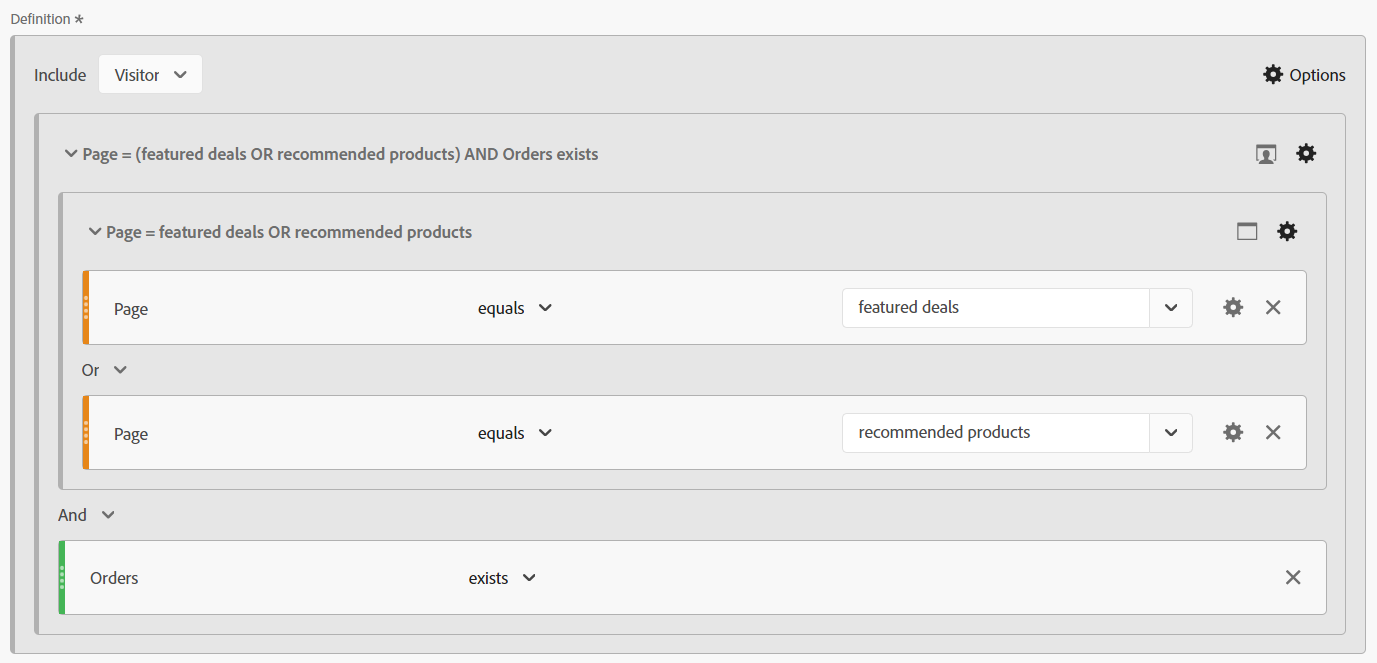 Definition *
Include Visitor Options
Page = (featured deals OR recommended products) AND Orders exists
Page = featured deals OR recommended products
Page equals featured deals
Or
Page equals recommended products
And
Orders exists